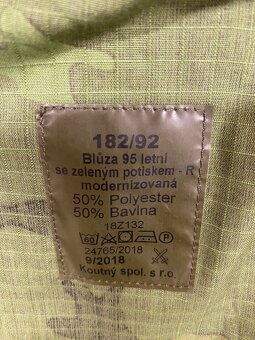 182/92
Blůza 95 letní
se zeleným potiskem - R
modernizovaná
50% Polyester
50% Bavlna
18Z132
60
24765/2018
9/2018
Koutný spol. s r.o.